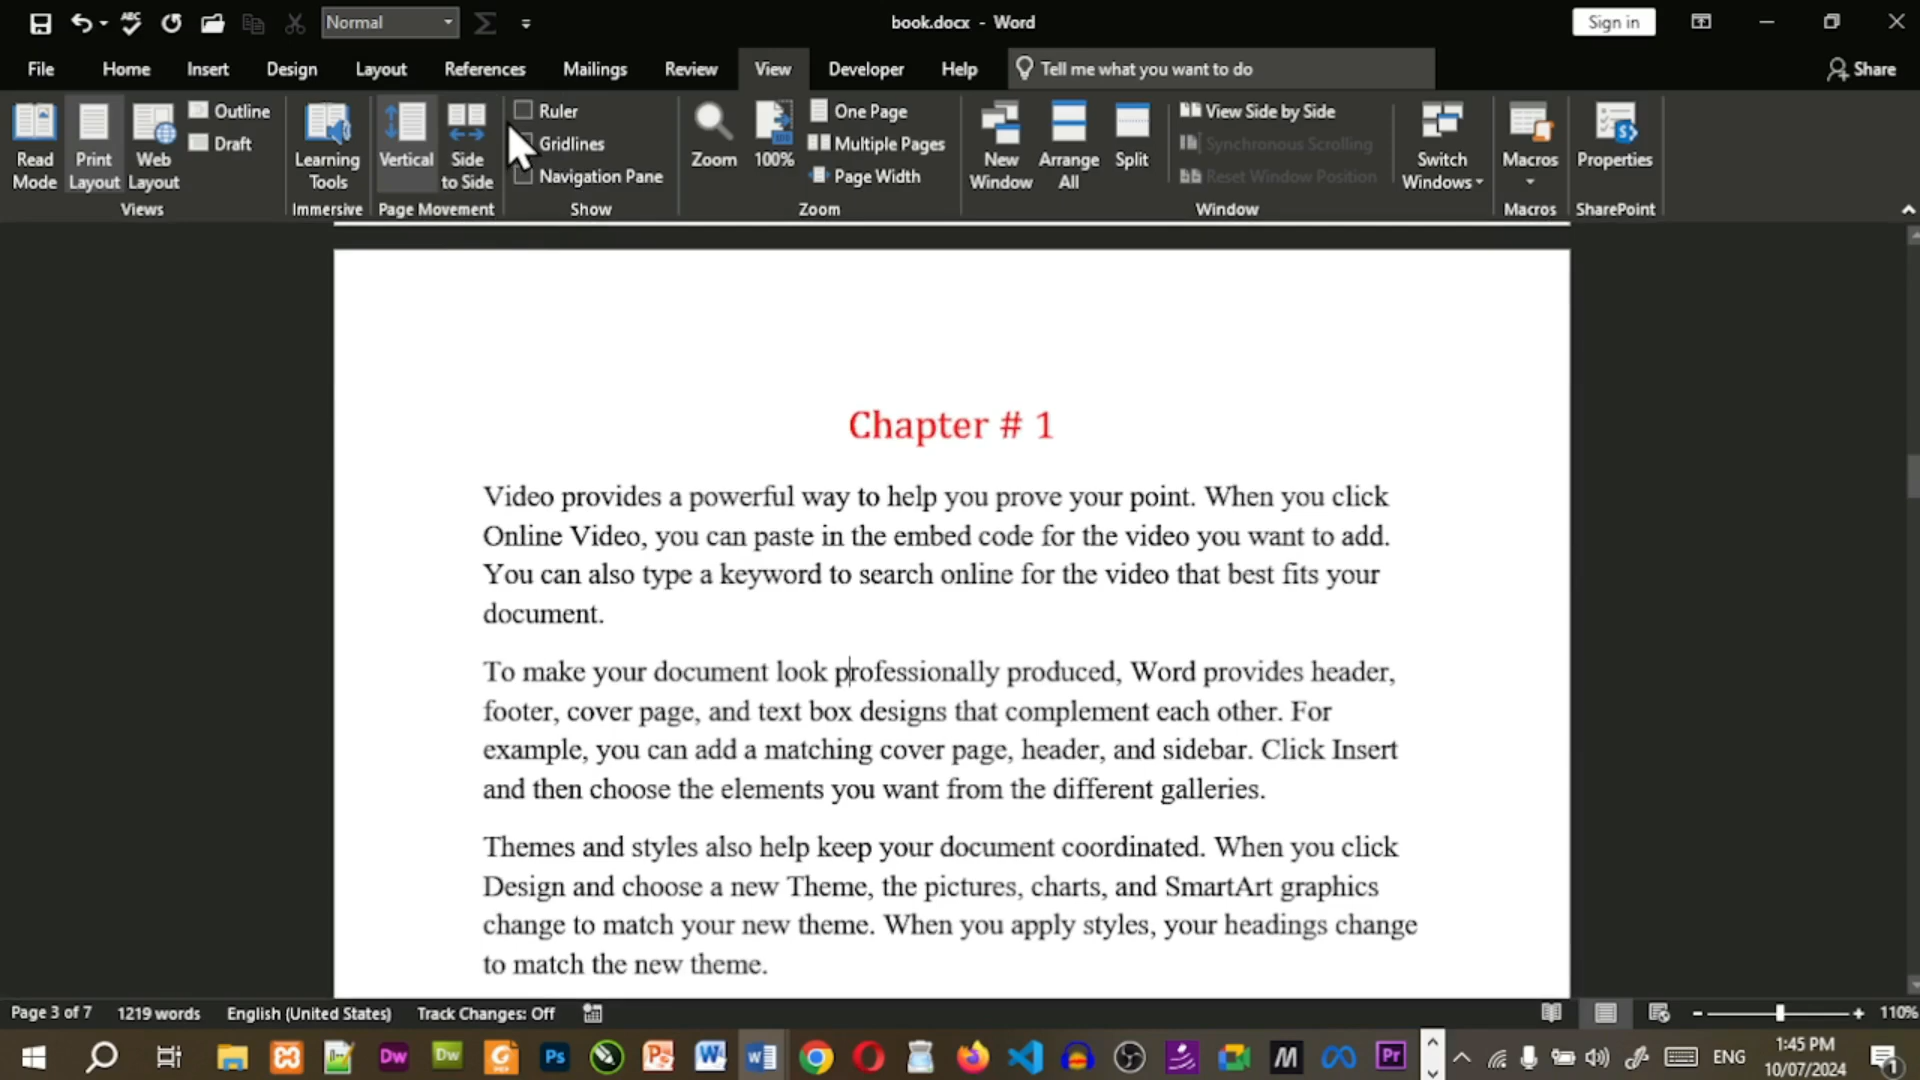 Normal
book.docx - Word
Sign in
File Home Insert Design Layout References Mailings Review View Developer Help Tell me what you want to do Share
Read Mode
Print Layout
Web Layout
Outline
Draft
Views
Learning Tools
Immersive
Vertical
Side to Side
Page Movement
Ruler
Gridlines
Navigation Pane
Show
Zoom
100%
One Page
Multiple Pages
Page Width
Zoom
New Window
Arrange All
Split
View Side by Side
Synchronous Scrolling
Reset Window Position
Window
Switch Windows
Macros
Macros
Properties
SharePoint
Chapter # 1
Video provides a powerful way to help you prove your point. When you click
Online Video, you can paste in the embed code for the video you want to add.
You can also type a keyword to search online for the video that best fits your
document.
To make your document look professionally produced, Word provides header,
footer, cover page, and text box designs that complement each other. For
example, you can add a matching cover page, header, and sidebar. Click Insert
and then choose the elements you want from the different galleries.
Themes and styles also help keep your document coordinated. When you click
Design and choose a new Theme, the pictures, charts, and SmartArt graphics
change to match your new theme. When you apply styles, your headings change
to match the new theme.
Page 3 of 7 1219 words English (United States) Track Changes: Off 110%
Dw Dw Ps Pr ENG
1:45 PM
10/07/2024
1